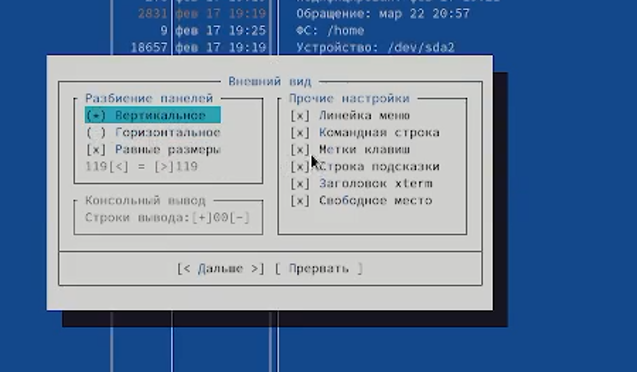 2831 фев 17 19:19
Обращение: мар 22 20:57
9 фев 17 19:25
ФС: /home
18657 фев 17 19:19
Устройство: /dev/sda2
Внешний вид
Разбиение панелей
(*) Вертикальное
( ) Горизонтальное
[x] Равные размеры
119[<] = [>]119
Консольный вывод
Строки вывода:[+]00[-]
Прочие настройки
[x] Линейка меню
[x] Командная строка
[x] Метки клавиш
[x] Строка подсказки
[x] Заголовок xterm
[x] Свободное место
[< Дальше >] [ Прервать ]